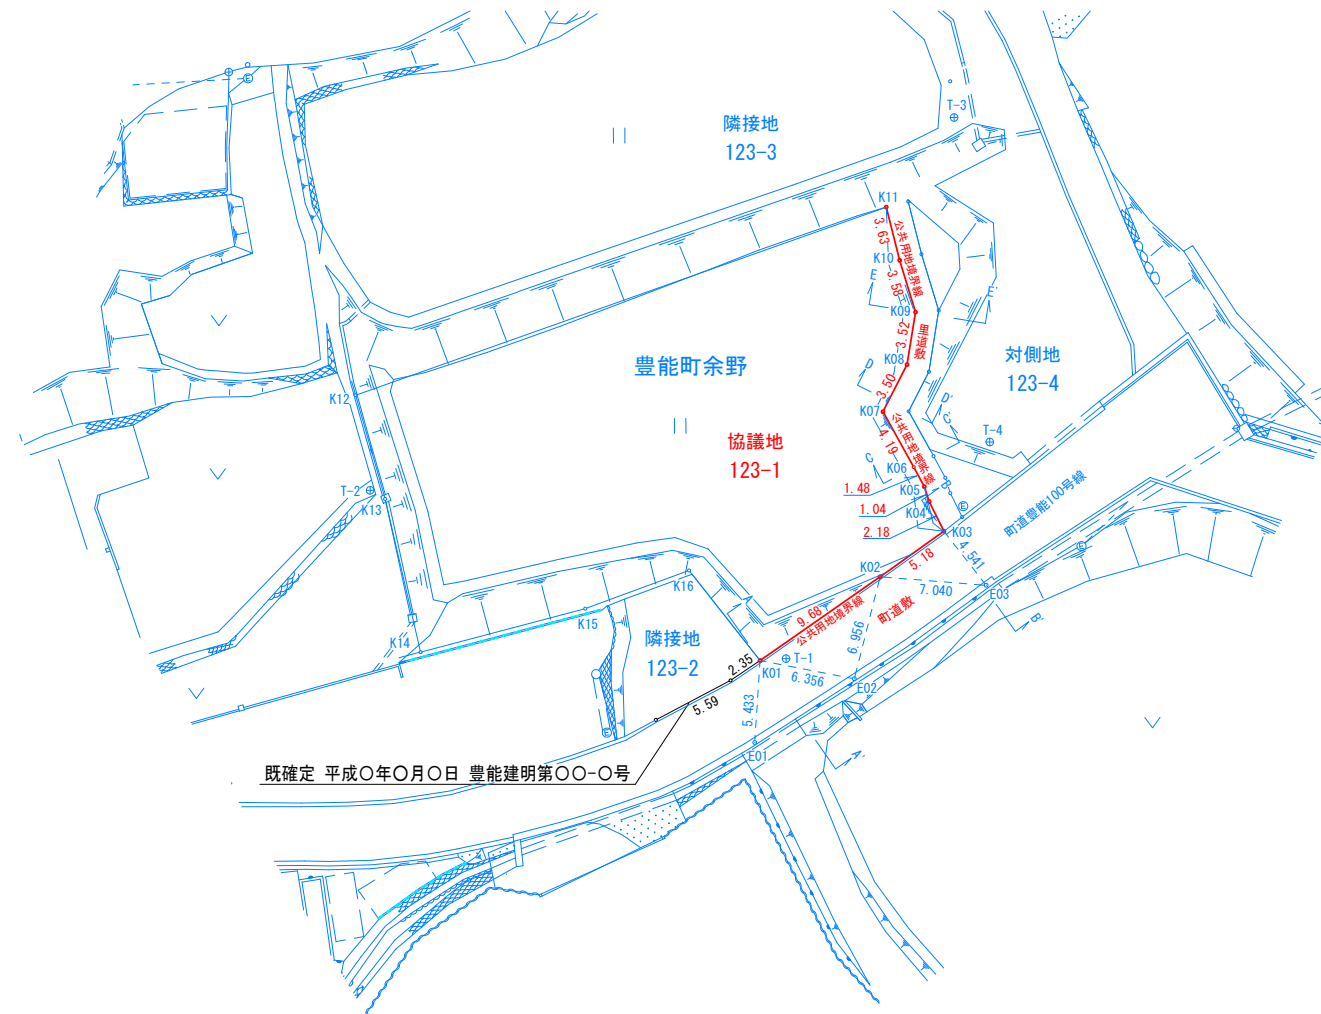 隣接地
123-3
T-3
K11
3.63
公共用地境界線
K10
E
3.58
E'
K09
3.52
里道敷
K08
豊能町余野
対側地
123-4
D
3.50
D'
K12
K07
C'
公共用地境界線
4.19
T-4
協議地
123-1
C
K06
1.48
K05
B
T-2
K13
1.04
K04
E
町道豊能100号線
2.18
K03
4.541
5.18
E
K02
7.040
E03
K16
A
9.68
公共用地境界線
町道敷
B'
K15
K14
隣接地
123-2
6.956
2.35
K01
T-1
6.356
E02
5.59
5.433
E
E01
A'
既確定 平成○年○月○日 豊能建明第○○-○号
E